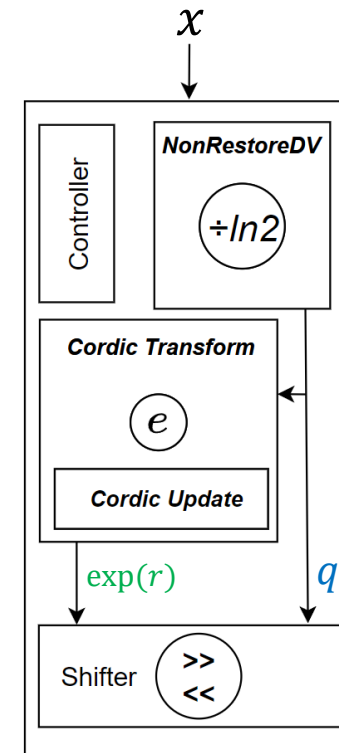 x
Controller
NonRestoreDV
÷ln2
Cordic Transform
e
Cordic Update
exp(r)
q
Shifter
>>
<<